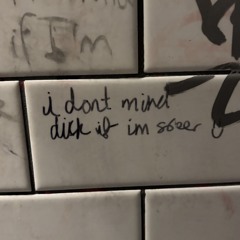 if I'm
i dont mind
dick if im sober